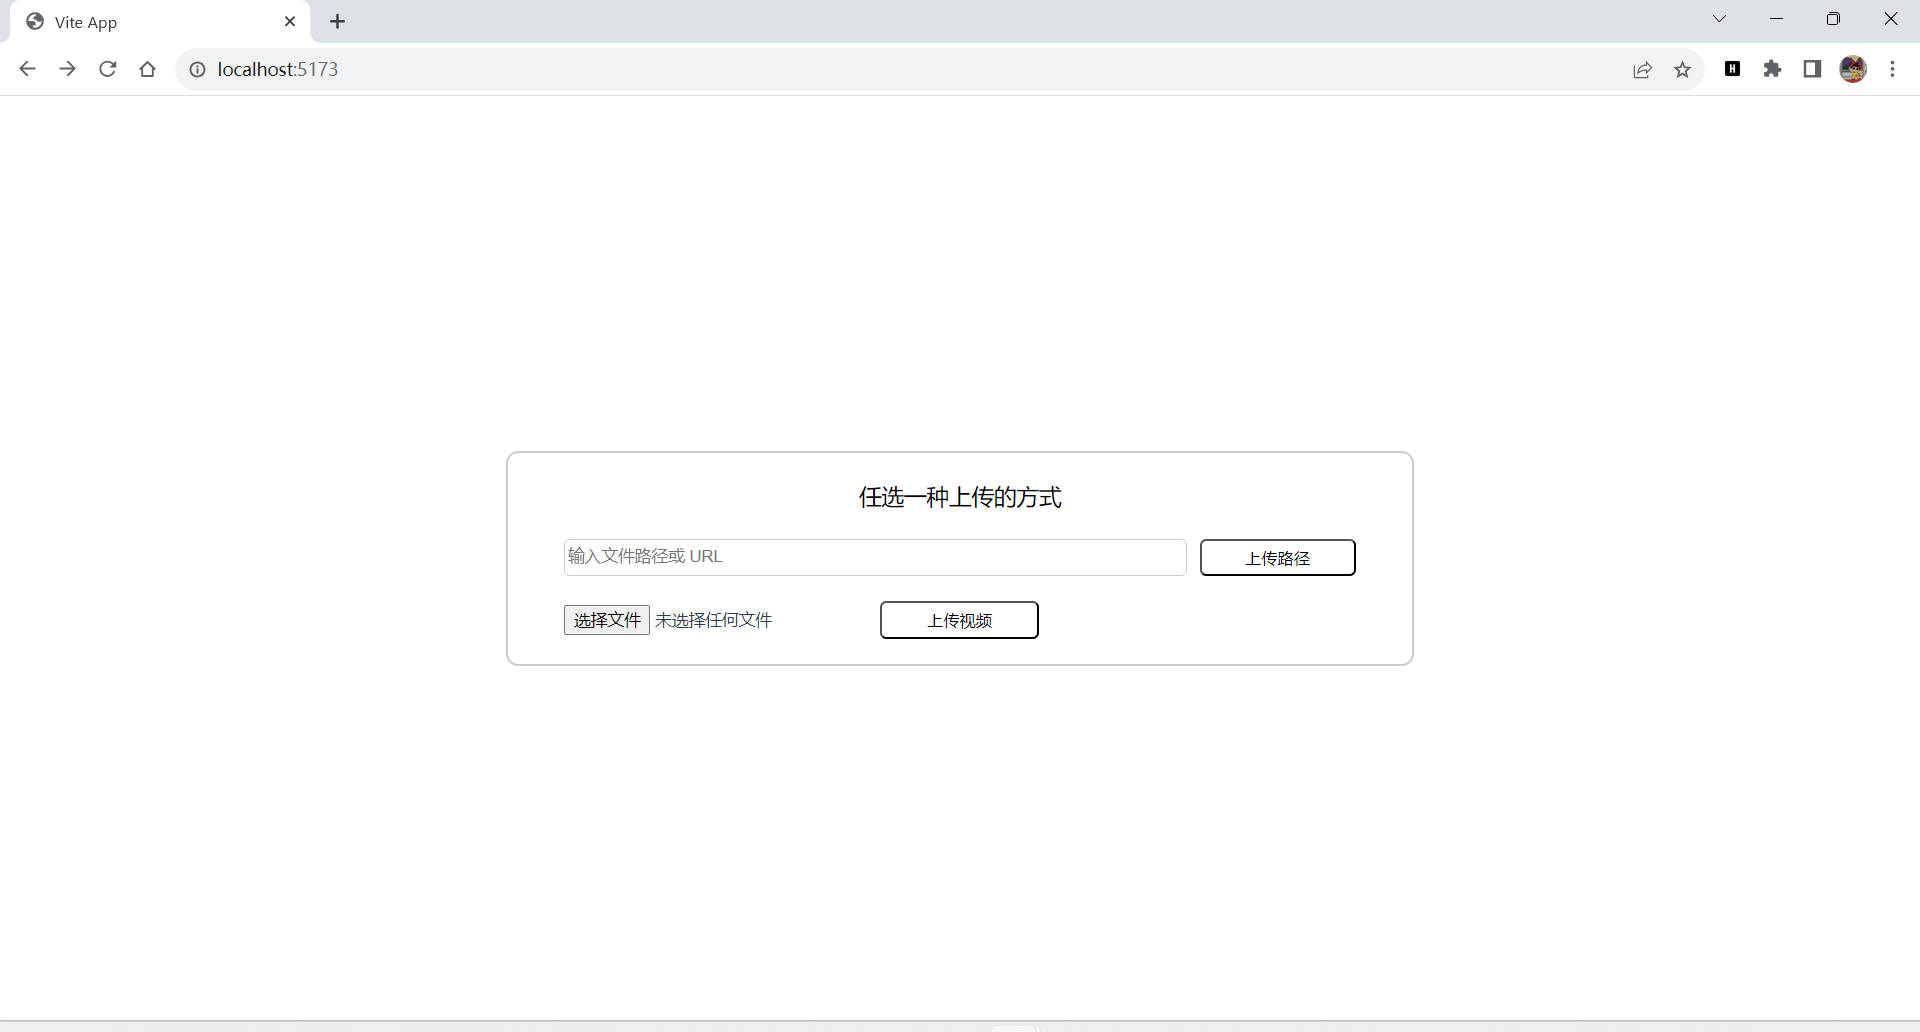 Vite App
localhost:5173
任选一种上传的方式
输入文件路径或 URL
上传路径
选择文件 未选择任何文件
上传视频